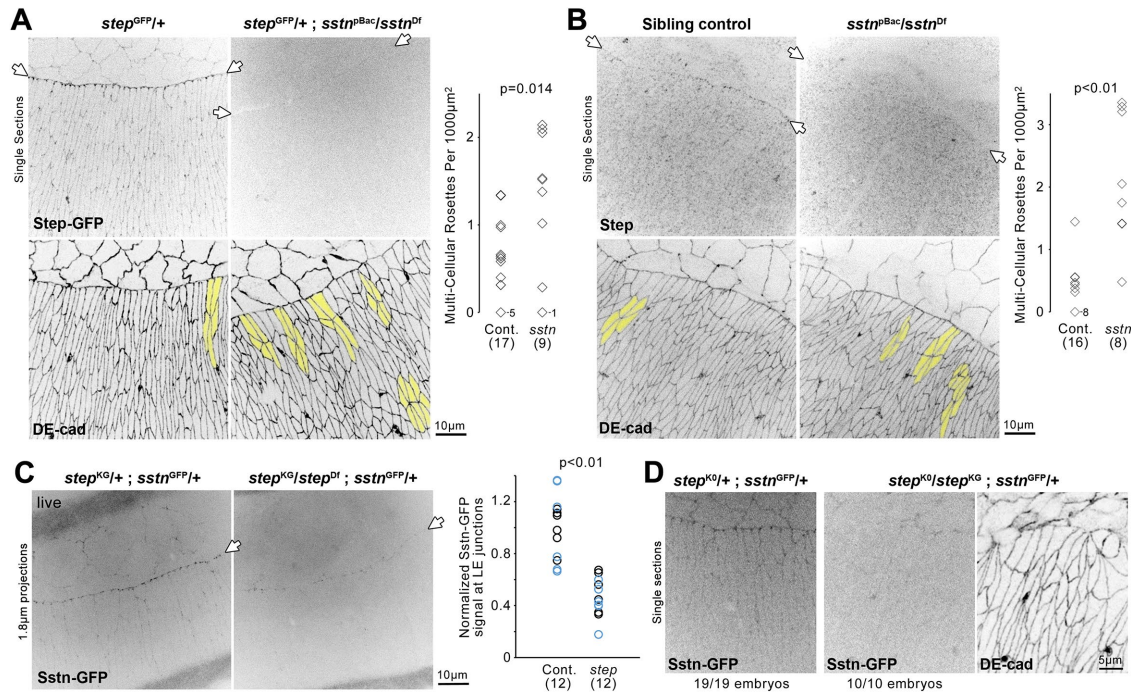 A
step^GFP/+
step^GFP/+ ; sstn^pBac/sstn^Df
Single Sections
Step-GFP
DE-cad
10µm
Multi-Cellular Rosettes Per 1000µm²
p=0.014
2
1
0
-5
-1
Cont.
(17)
sstn
(9)
B
Sibling control
sstn^pBac/sstn^Df
Single Sections
Step
DE-cad
10µm
Multi-Cellular Rosettes Per 1000µm²
p<0.01
3
2
1
0
-8
Cont.
(16)
sstn
(8)
C
step^KG/+ ; sstn^GFP/+
step^KG/step^Df ; sstn^GFP/+
live
1.8µm projections
Sstn-GFP
Sstn-GFP
10µm
Normalized Sstn-GFP
signal at LE junctions
p<0.01
1.2
0.8
0.4
0
Cont.
(12)
step
(12)
D
step^K0/+ ; sstn^GFP/+
step^K0/step^KG ; sstn^GFP/+
Single sections
Sstn-GFP
Sstn-GFP
DE-cad
5µm
19/19 embryos
10/10 embryos